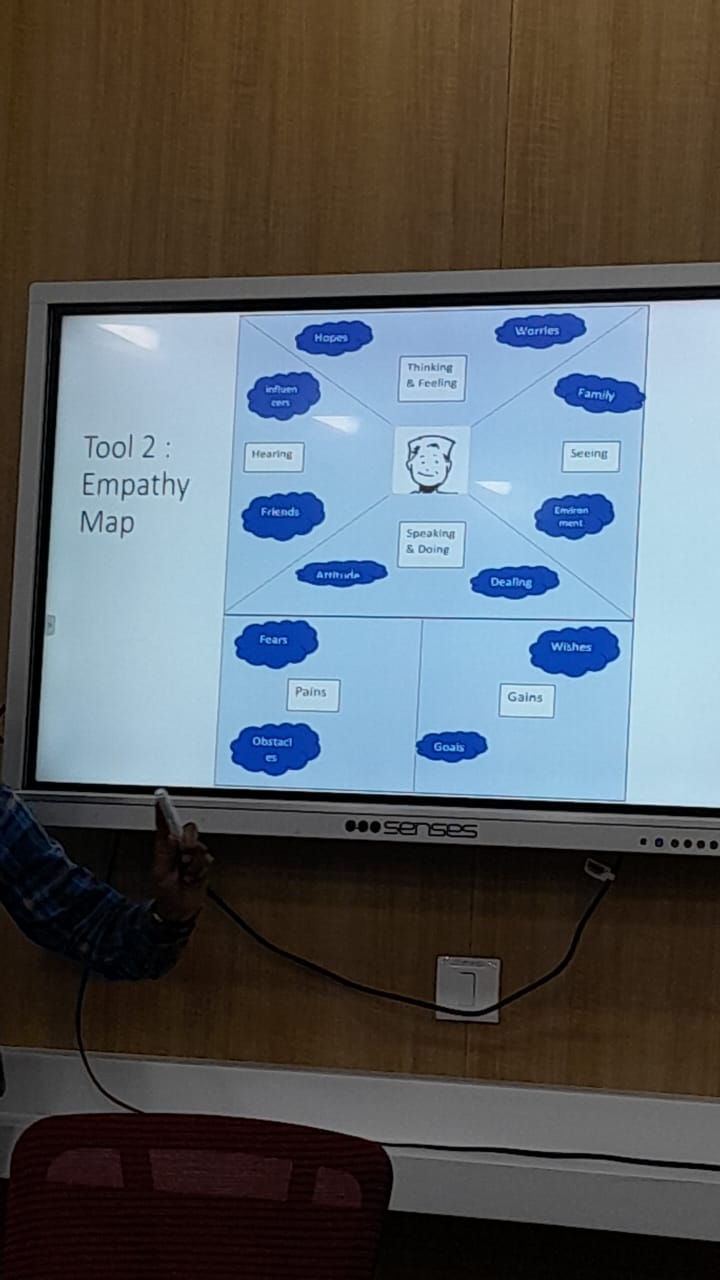 Tool 2 :
Empathy
Map
Hopes
Worries
Thinking
& Feeling
influen
cers
Family
Hearing
Seeing
Friends
Environ
ment
Speaking
& Doing
Attitude
Dealing
Fears
Wishes
Pains
Gains
Obstacl
es
Goals
senses